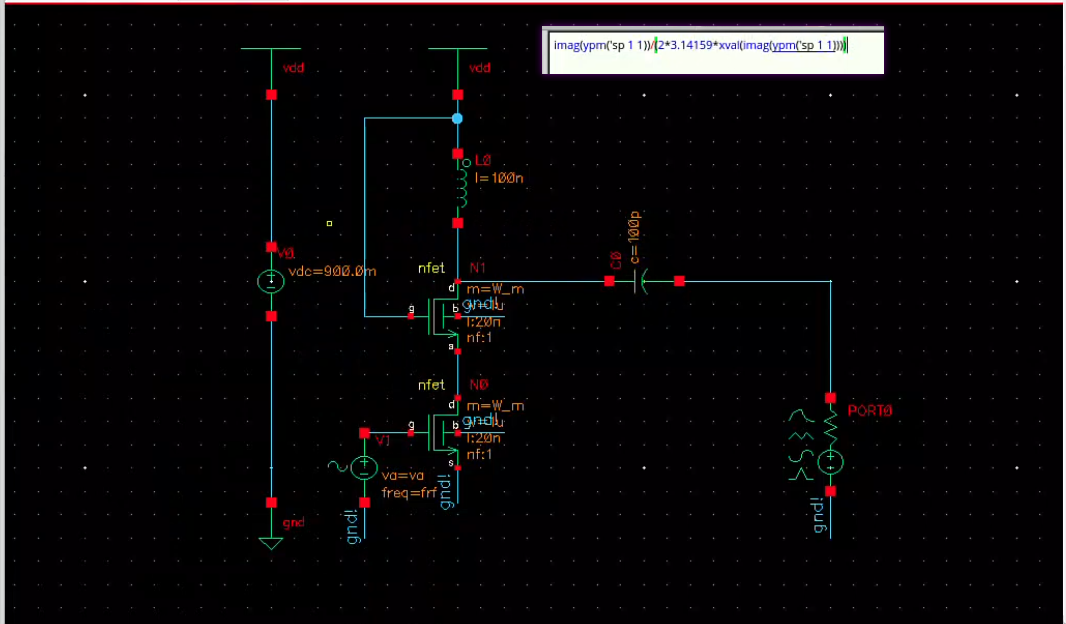 imag(ypm('sp 1 1))/(2*3.14159*xval(imag(ypm('sp 1 1))))
vdd
vdd
L0
l=100n
c=100p
C0
V0
vdc=900.0m
nfet
N1
d
m=W_m
gnd!
g
b
l:20n
nf:1
s
nfet
N0
d
m=W_m
gnd!
g
b
l:20n
nf:1
s
V1
va=va
freq=frf
gnd!
gnd!
PORT0
gnd!
gnd